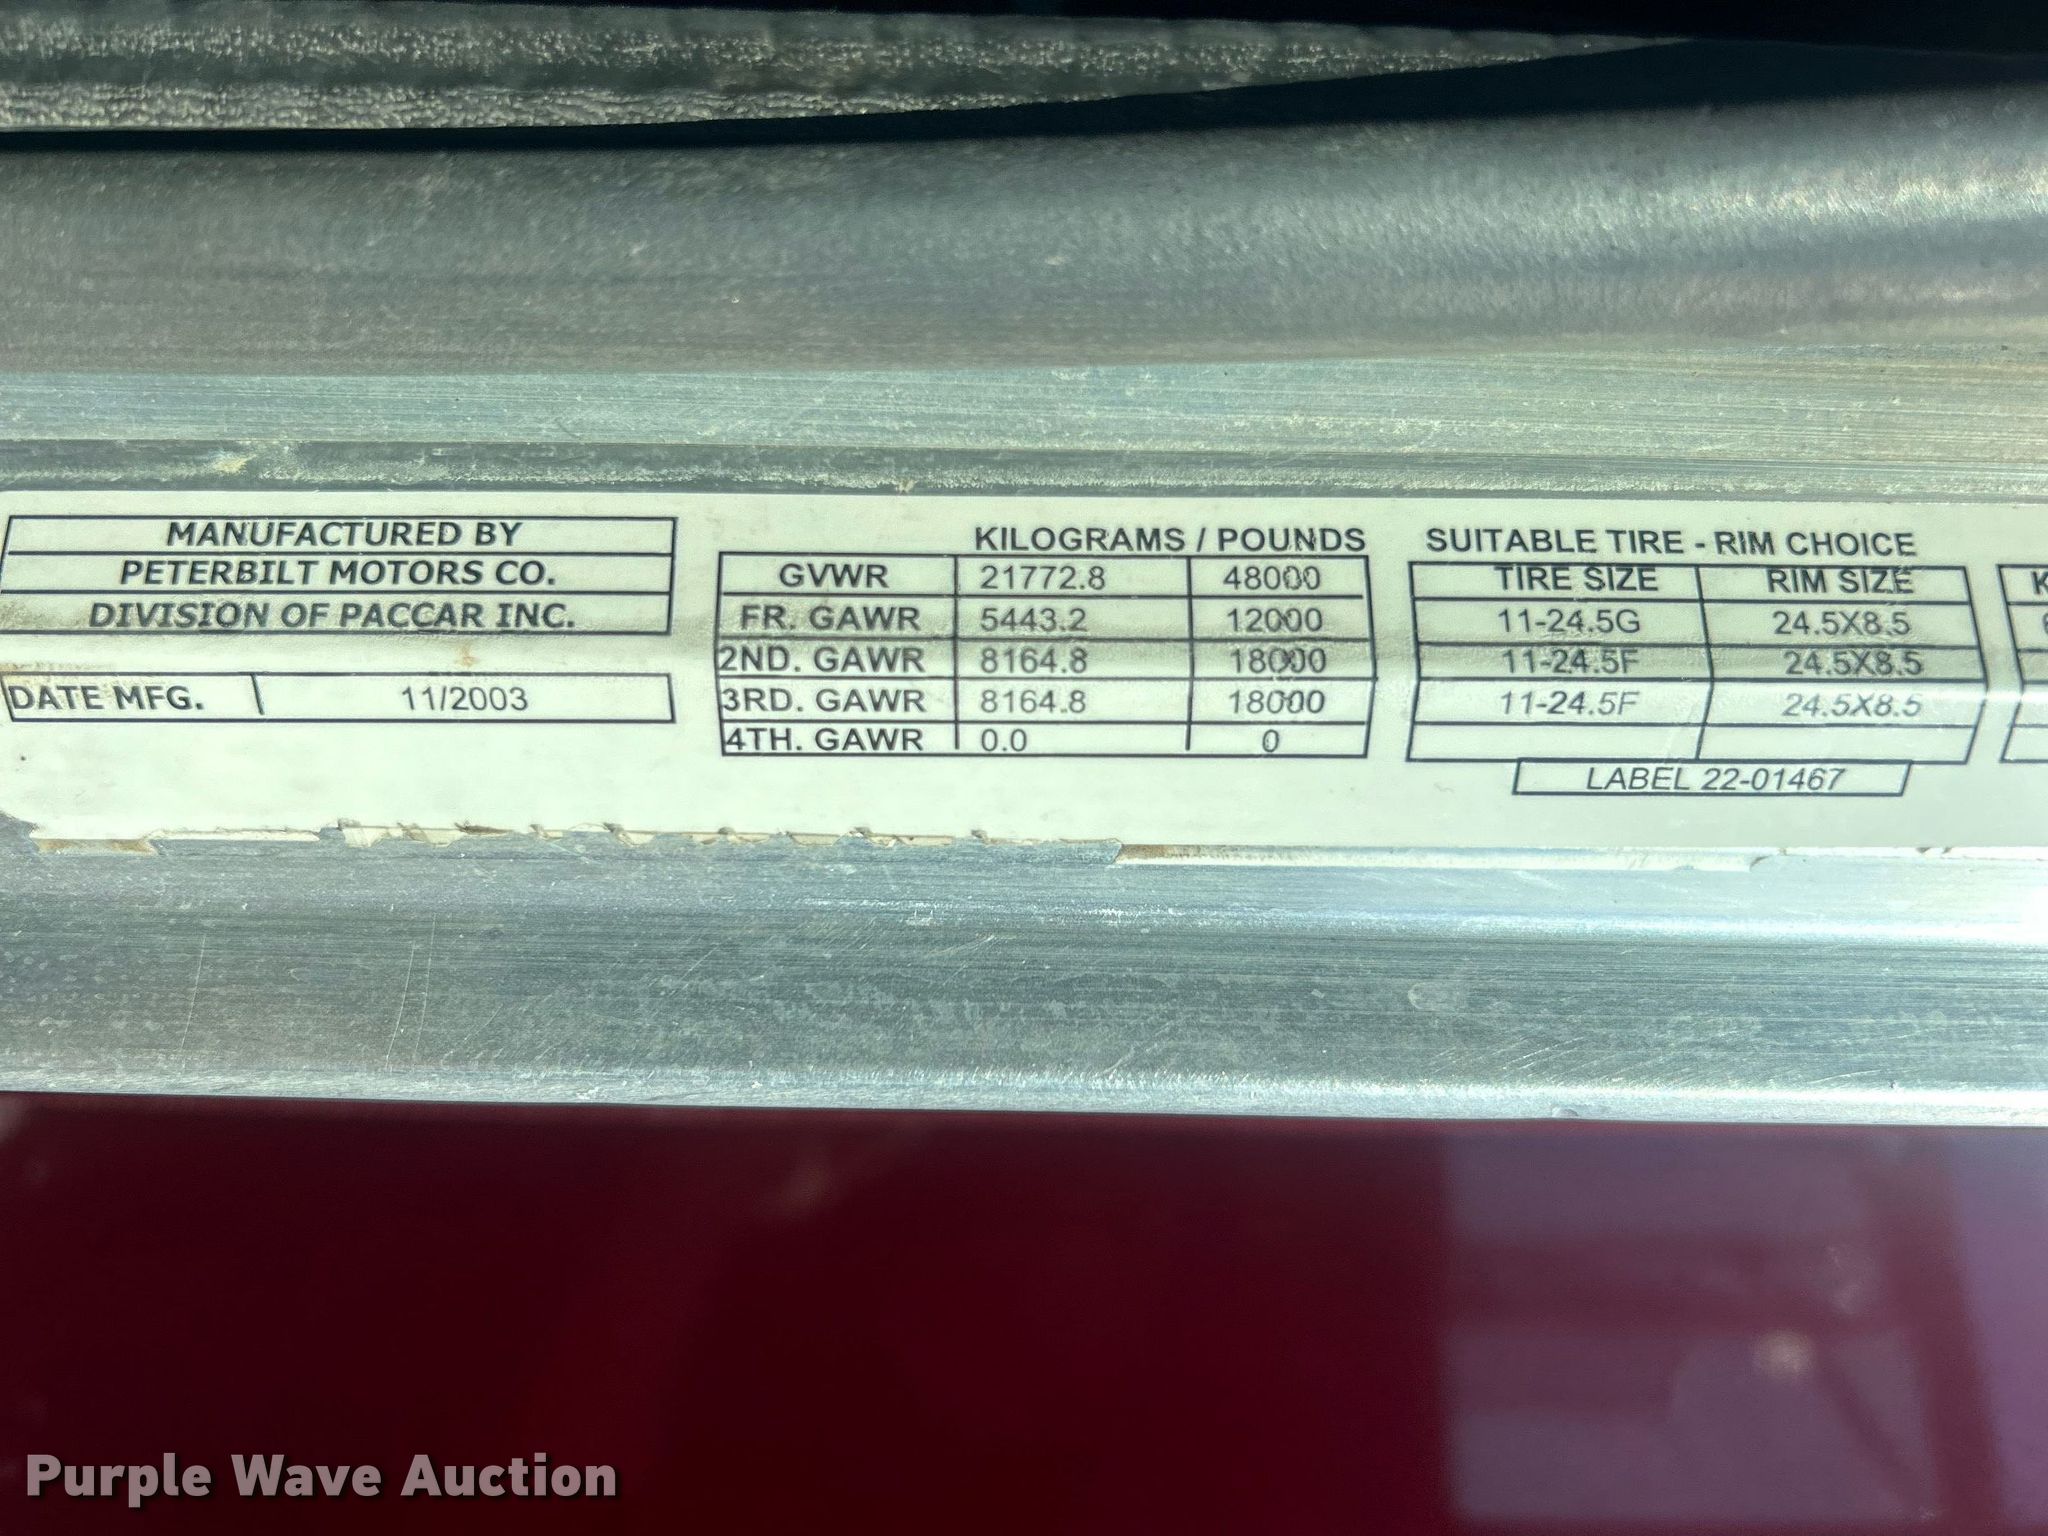 MANUFACTURED BY
PETERBILT MOTORS CO.
DIVISION OF PACCAR INC.
DATE MFG. 11/2003
KILOGRAMS / POUNDS
GVWR 21772.8 48000
FR. GAWR 5443.2 12000
2ND. GAWR 8164.8 18000
3RD. GAWR 8164.8 18000
4TH. GAWR 0.0 0
SUITABLE TIRE - RIM CHOICE
TIRE SIZE RIM SIZE
11-24.5G 24.5X8.5
11-24.5F 24.5X8.5
11-24.5F 24.5X8.5
LABEL 22-01467
Purple Wave Auction